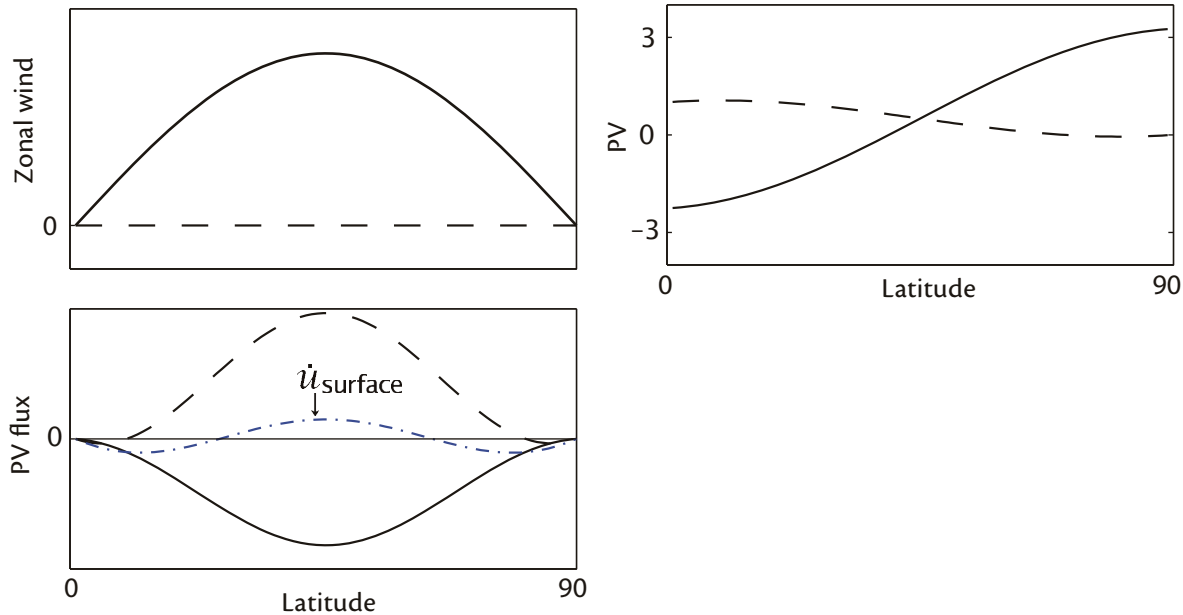 Zonal wind
0
PV
3
0
−3
0
Latitude
90
PV flux
0
u̇ surface
0
Latitude
90